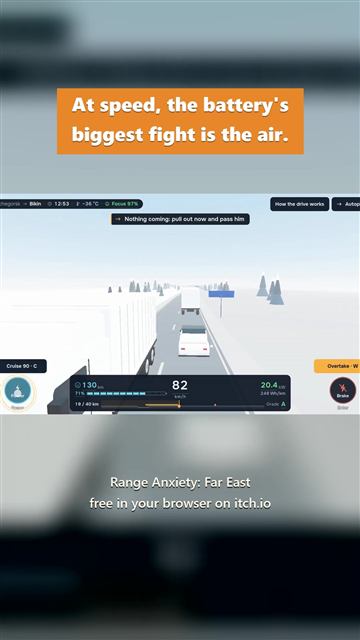 At speed, the battery's
biggest fight is the air.
chegorsk → Bikin 12:53 -36 °C Focus 97%
How the drive works
→ Nothing coming: pull out now and pass him
Cruise 90 · C
Overtake · W
130 km
82
20.4 kW
71%
km/h
248 Wh/km
Brake
19 / 40 km
Grade A
Range Anxiety: Far East
free in your browser on itch.io